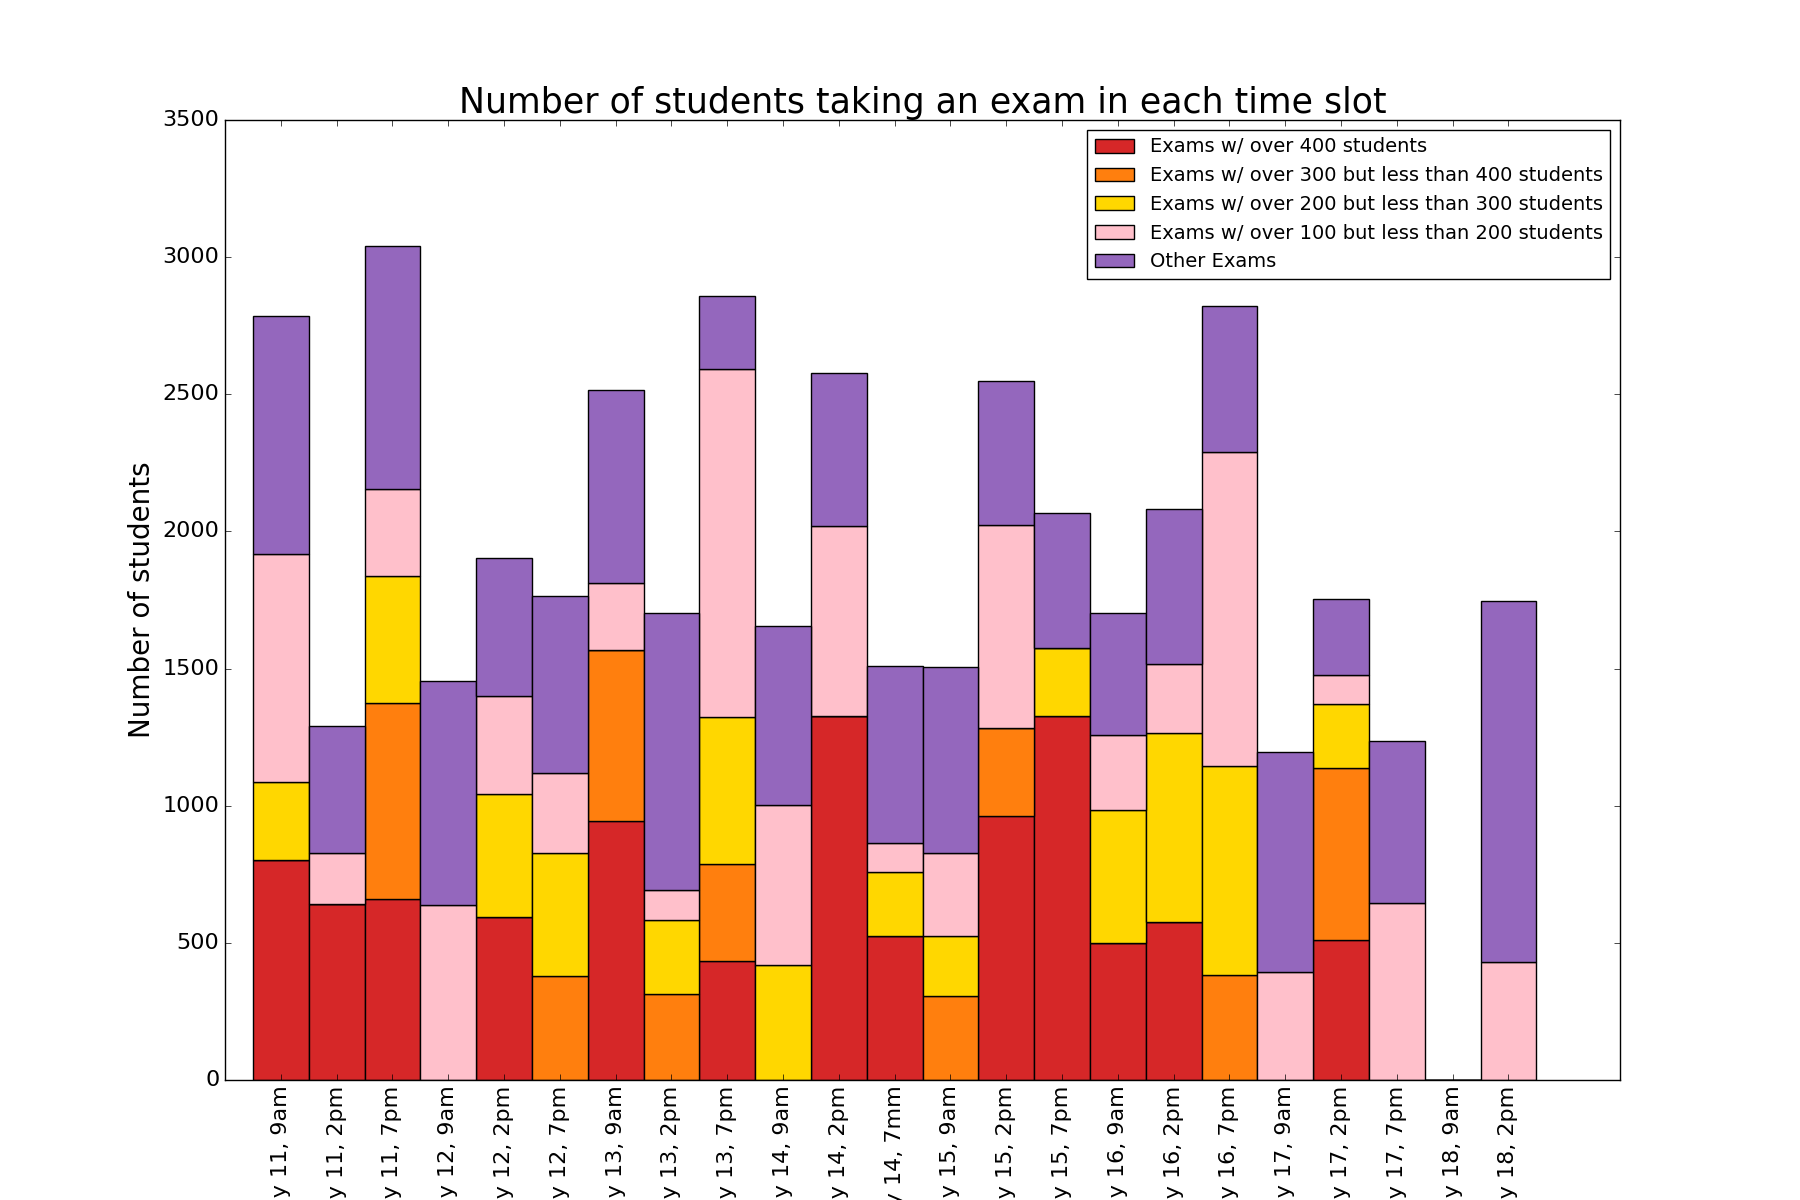 Number of students taking an exam in each time slot
Exams w/ over 400 students
Exams w/ over 300 but less than 400 students
Exams w/ over 200 but less than 300 students
Exams w/ over 100 but less than 200 students
Other Exams
Number of students
3500
3000
2500
2000
1500
1000
500
0
y 11, 9am
y 11, 2pm
y 11, 7pm
y 12, 9am
y 12, 2pm
y 12, 7pm
y 13, 9am
y 13, 2pm
y 13, 7pm
y 14, 9am
y 14, 2pm
y 14, 7mm
y 15, 9am
y 15, 2pm
y 15, 7pm
y 16, 9am
y 16, 2pm
y 16, 7pm
y 17, 9am
y 17, 2pm
y 17, 7pm
y 18, 9am
y 18, 2pm